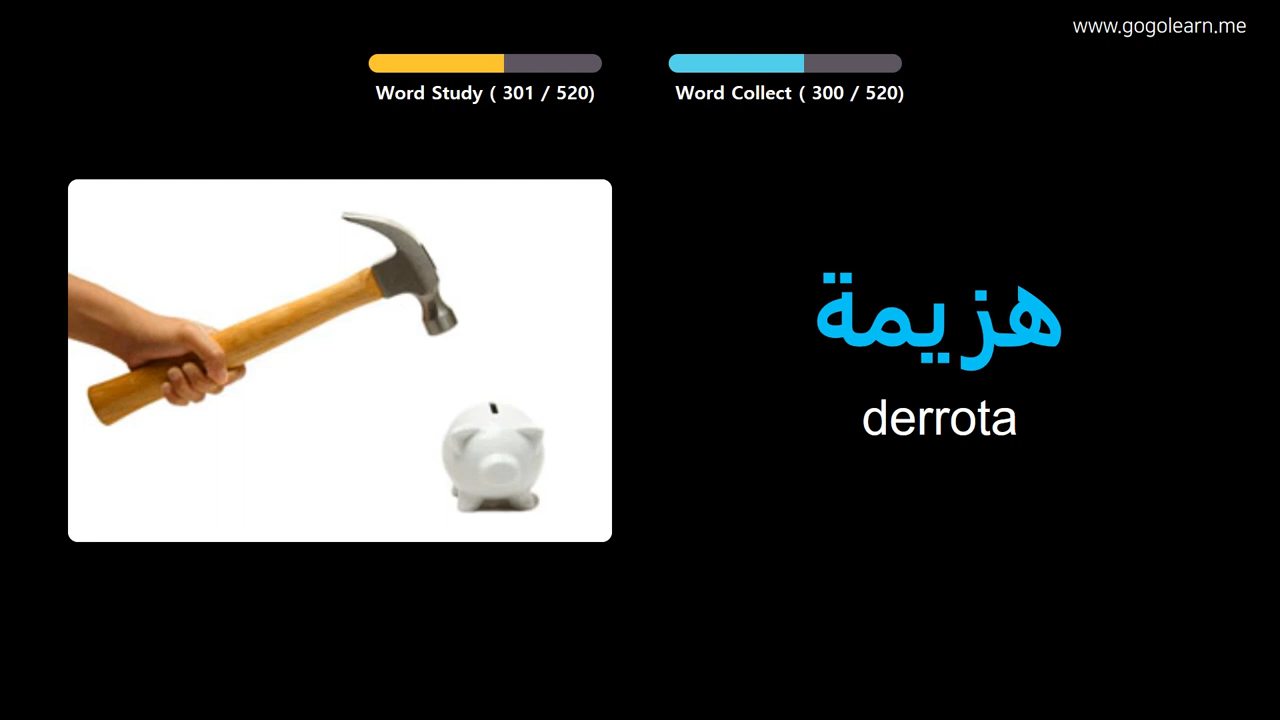 www.gogolearn.me
Word Study ( 301 / 520)
Word Collect ( 300 / 520)
هزيمة
derrota